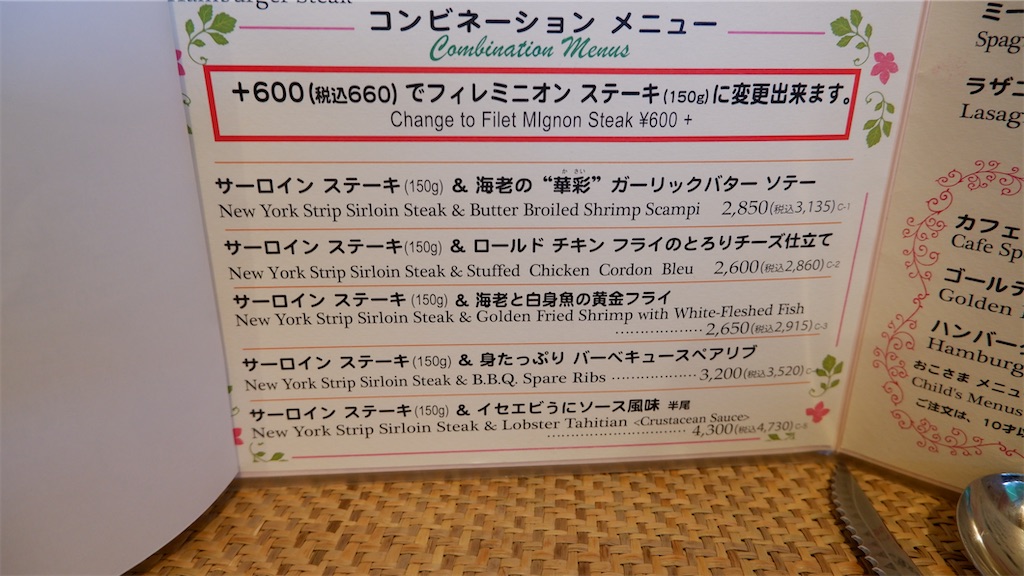 Hamburger Steak
コンビネーション メニュー
Combination Menus
+600(税込660) でフィレミニオン ステーキ(150g)に変更出来ます。
Change to Filet MIgnon Steak ¥600 +
かさい
サーロイン ステーキ(150g) & 海老の“華彩”ガーリックバター ソテー
New York Strip Sirloin Steak & Butter Broiled Shrimp Scampi 2,850(税込3,135) C-1
サーロイン ステーキ(150g) & ロールド チキン フライのとろりチーズ仕立て
New York Strip Sirloin Steak & Stuffed Chicken Cordon Bleu 2,600(税込2,860) C-2
サーロイン ステーキ(150g) & 海老と白身魚の黄金フライ
New York Strip Sirloin Steak & Golden Fried Shrimp with White-Fleshed Fish
2,650(税込2,915) C-3
サーロイン ステーキ(150g) & 身たっぷり バーベキュースペアリブ
New York Strip Sirloin Steak & B.B.Q. Spare Ribs 3,200(税込3,520)
サーロイン ステーキ(150g) & イセエビうにソース風味 半尾
New York Strip Sirloin Steak & Lobster Tahitian <Crustacean Sauce>
4,300(税込4,730)
ミー
Spag
ラザニ
Lasag
カフェ
Cafe Sp
ゴールデ
Golden
ハンバー
Hamburg
おこさま メニュ
Child's Menus
ご注文は、10才以